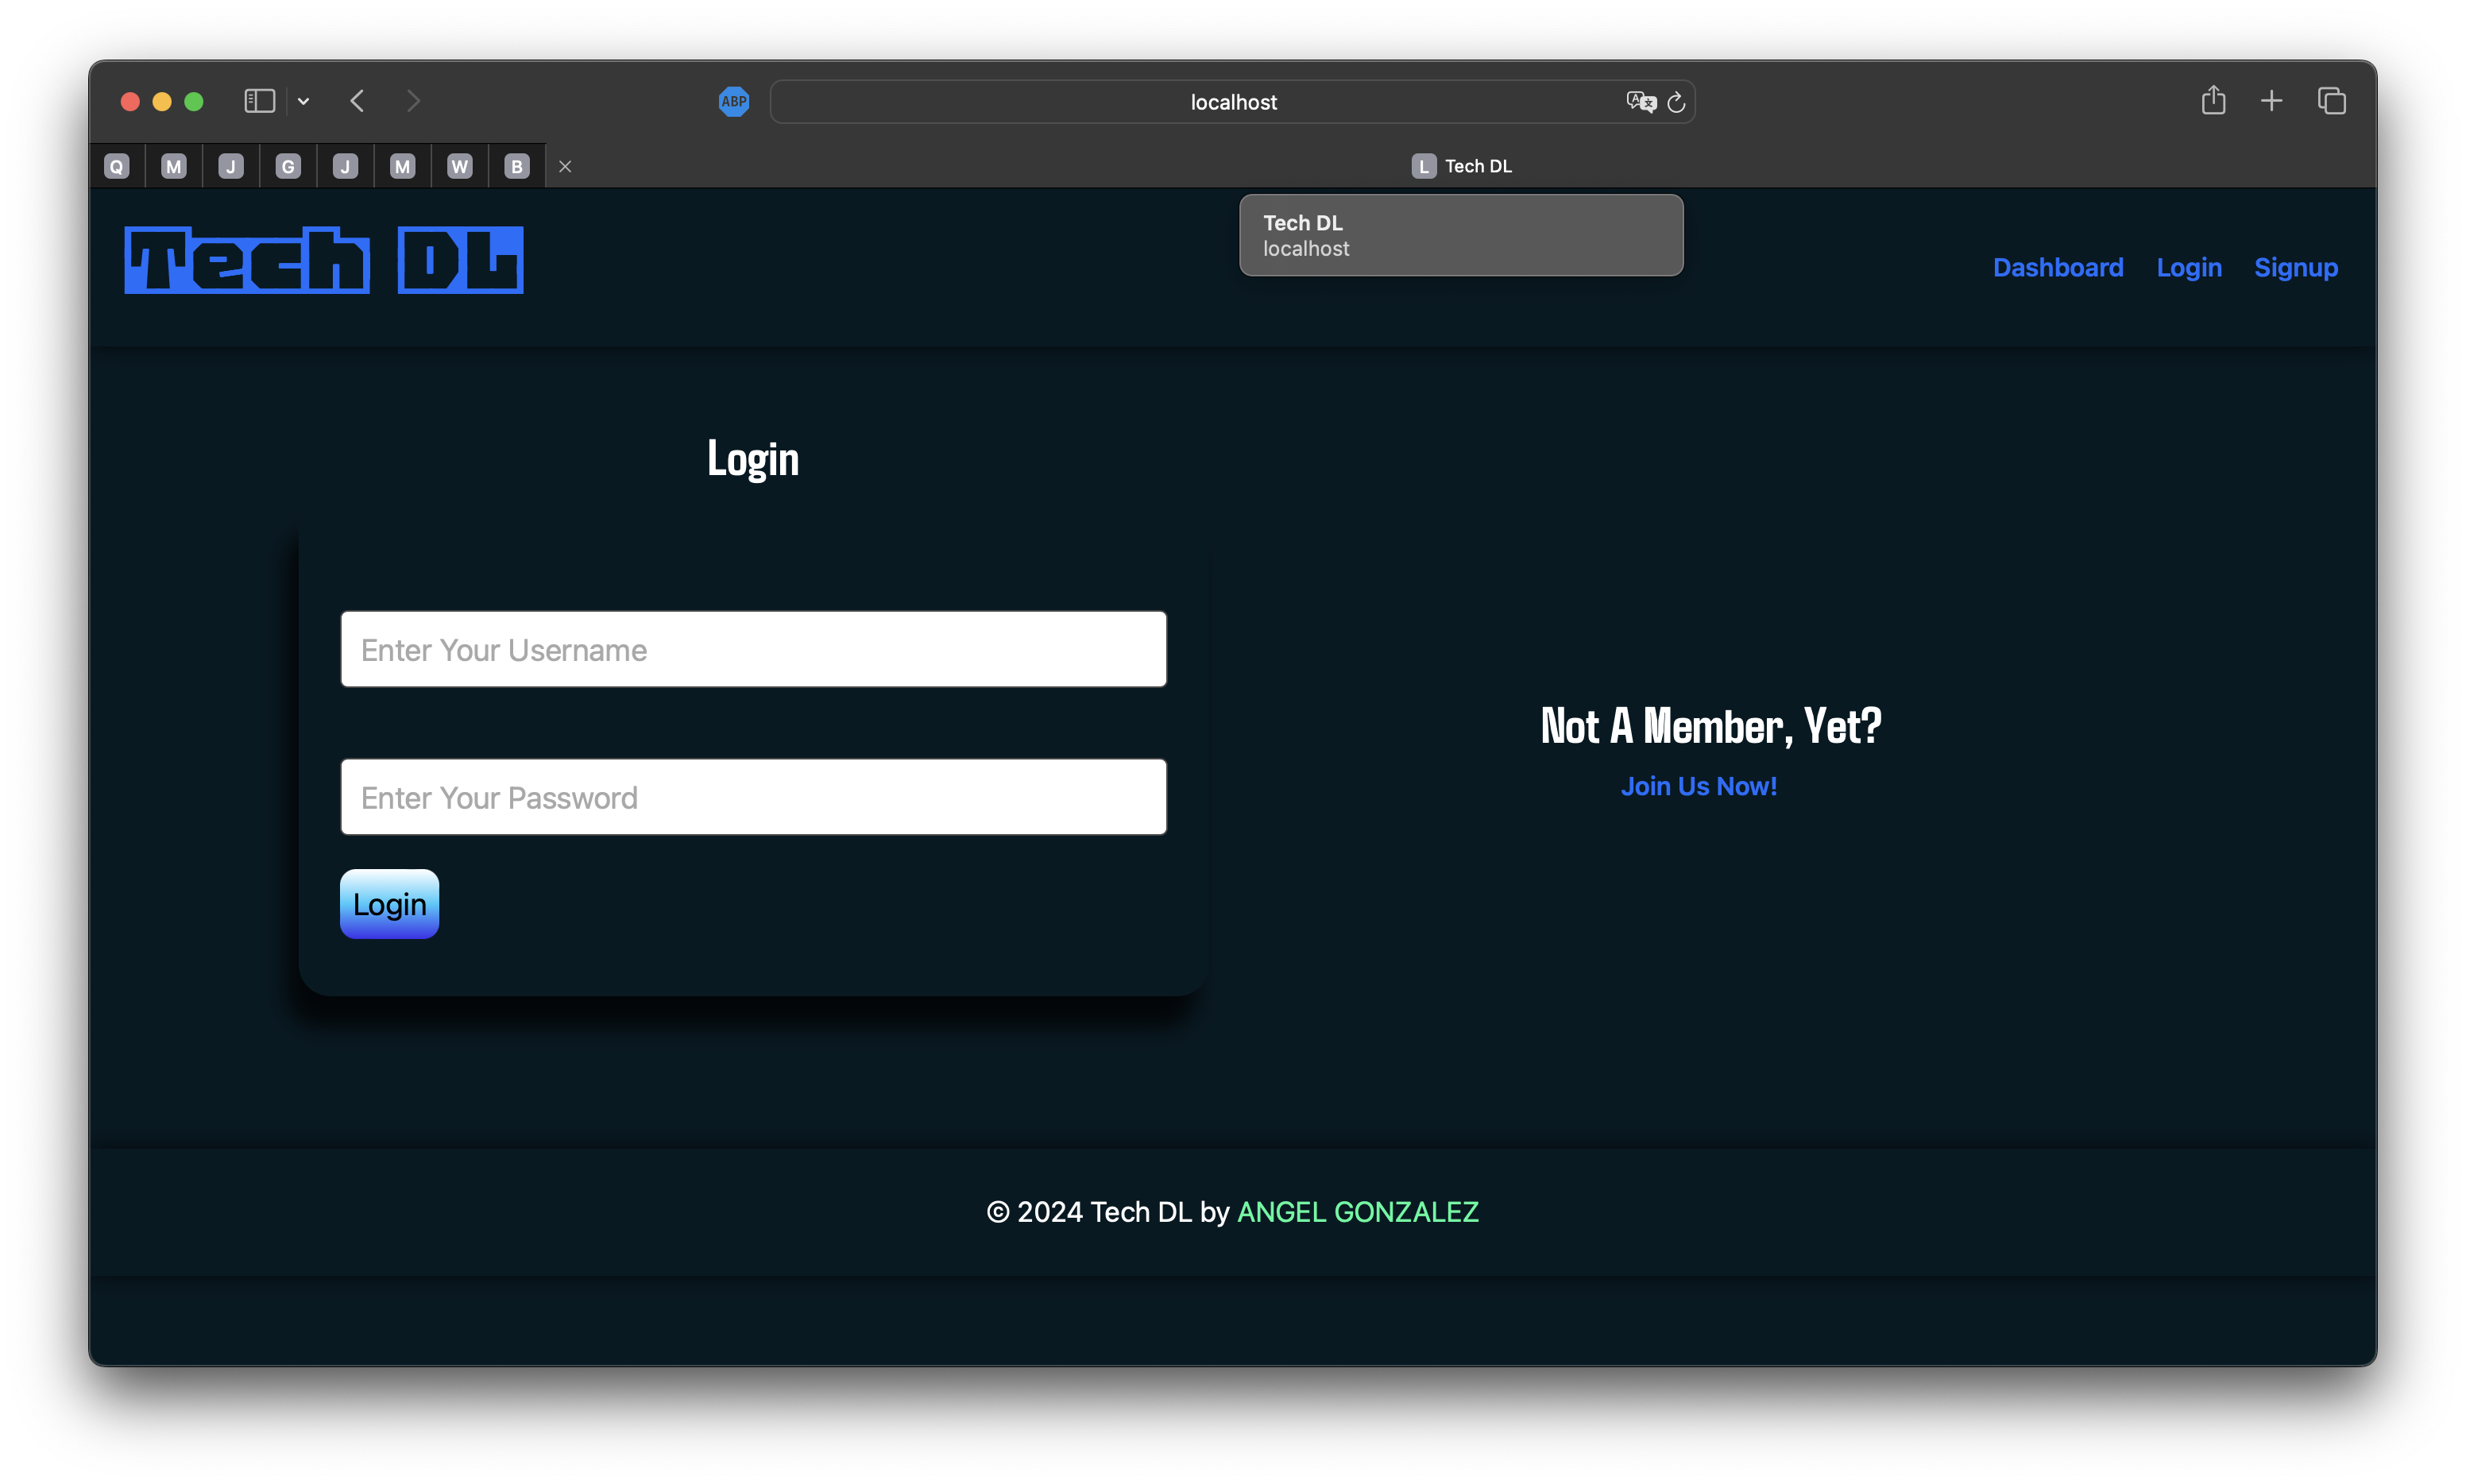 ABP
localhost
Q M J G J M W B
L Tech DL
Tech DL
Tech DL
localhost
Dashboard Login Signup
Login
Enter Your Username
Enter Your Password
Login
Not A Member, Yet?
Join Us Now!
© 2024 Tech DL by ANGEL GONZALEZ